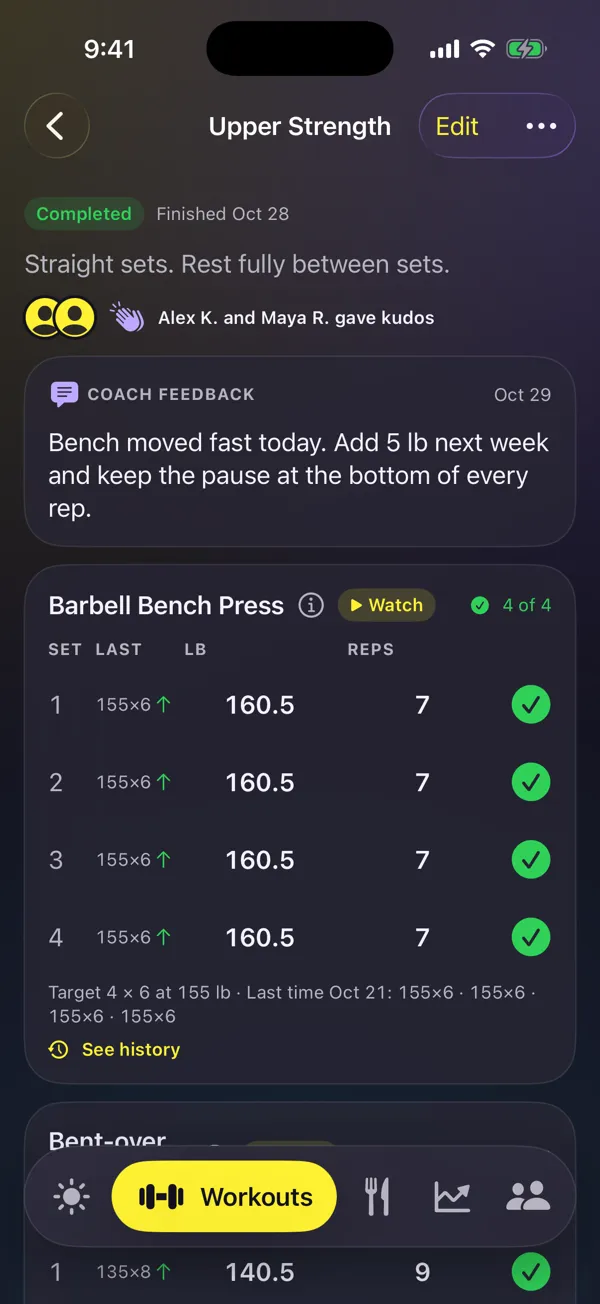 9:41
Upper Strength
Edit
Completed Finished Oct 28
Straight sets. Rest fully between sets.
Alex K. and Maya R. gave kudos
COACH FEEDBACK Oct 29
Bench moved fast today. Add 5 lb next week
and keep the pause at the bottom of every
rep.
Barbell Bench Press Watch 4 of 4
SET LAST LB REPS
1 155×6 ↑ 160.5 7
2 155×6 ↑ 160.5 7
3 155×6 ↑ 160.5 7
4 155×6 ↑ 160.5 7
Target 4 × 6 at 155 lb · Last time Oct 21: 155×6 · 155×6 ·
155×6 · 155×6
See history
Bent-over
Workouts
1 135×8 ↑ 140.5 9